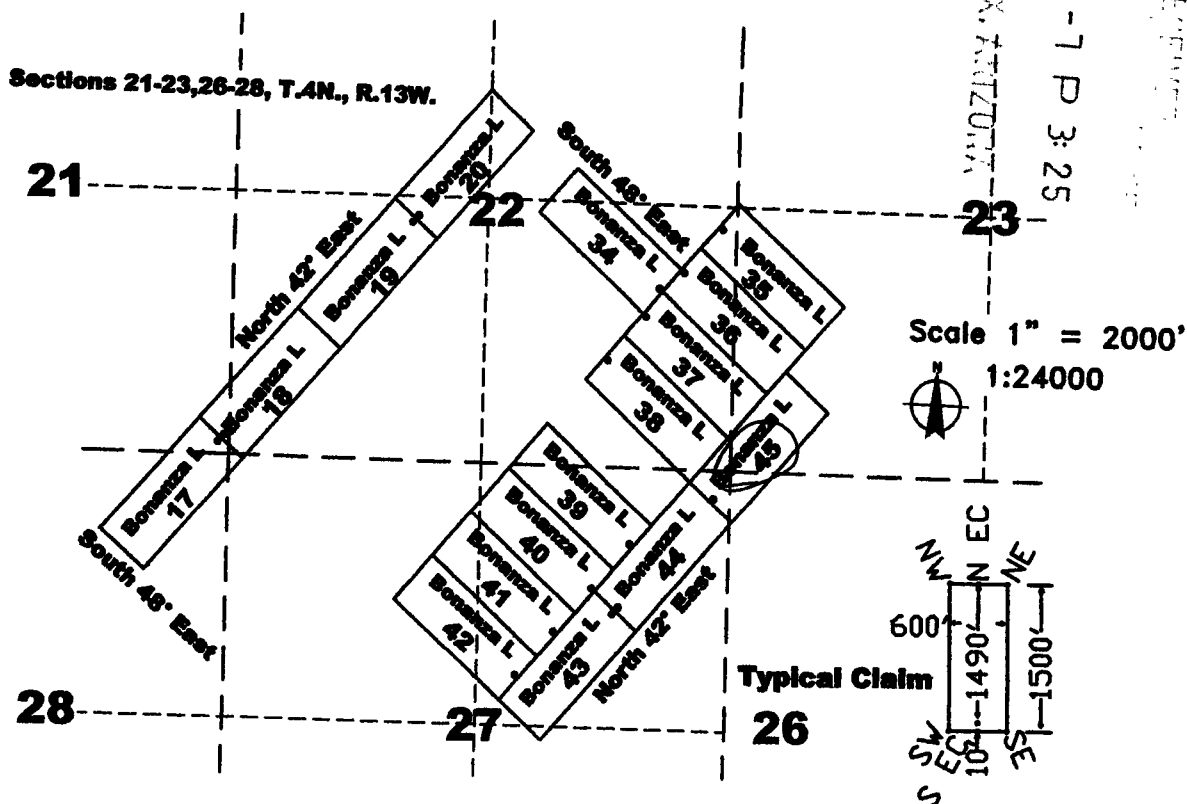 Sections 21-23,26-28, T.4N., R.13W.
-7 P 3:25
21
22
23
28
27
26
North 42° East
South 48° East
South 48° East
North 42° East
Bonanza L
20
Bonanza L
19
Bonanza L
18
Bonanza L
17
Bonanza L
34
Bonanza L
35
Bonanza L
36
Bonanza L
37
Bonanza L
38
Bonanza L
45
Bonanza L
39
Bonanza L
40
Bonanza L
41
Bonanza L
42
Bonanza L
44
Bonanza L
43
Scale 1" = 2000'
N
1:24000
Typical Claim
NW
N EC
NE
600'
1490'
1500'
10'
SW
S EC
SE